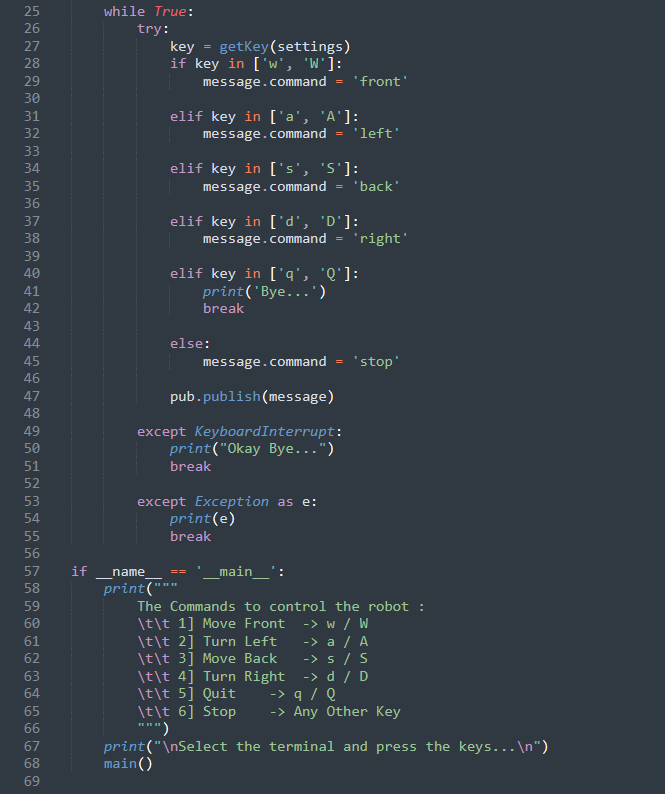 25 while True:
26 try:
27 key = getKey(settings)
28 if key in ['w', 'W']:
29 message.command = 'front'
30
31 elif key in ['a', 'A']:
32 message.command = 'left'
33
34 elif key in ['s', 'S']:
35 message.command = 'back'
36
37 elif key in ['d', 'D']:
38 message.command = 'right'
39
40 elif key in ['q', 'Q']:
41 print('Bye...')
42 break
43
44 else:
45 message.command = 'stop'
46
47 pub.publish(message)
48
49 except KeyboardInterrupt:
50 print("Okay Bye...")
51 break
52
53 except Exception as e:
54 print(e)
55 break
56
57 if __name__ == '__main__':
58 print("""
59 The Commands to control the robot :
60 \t\t 1] Move Front -> w / W
61 \t\t 2] Turn Left -> a / A
62 \t\t 3] Move Back -> s / S
63 \t\t 4] Turn Right -> d / D
64 \t\t 5] Quit -> q / Q
65 \t\t 6] Stop -> Any Other Key
66 """)
67 print("\nSelect the terminal and press the keys...\n")
68 main()
69